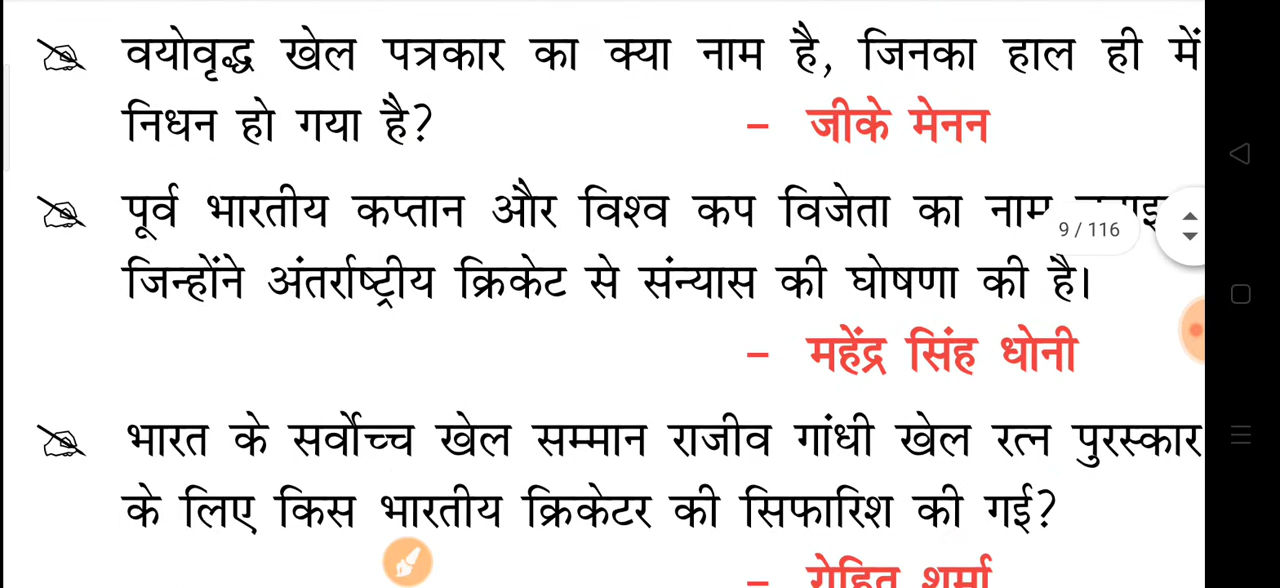 वयोवृद्ध खेल पत्रकार का क्या नाम है, जिनका हाल ही में
निधन हो गया है? – जीके मेनन
पूर्व भारतीय कप्तान और विश्व कप विजेता का नाम
9 / 116
जिन्होंने अंतर्राष्ट्रीय क्रिकेट से संन्यास की घोषणा की है।
– महेंद्र सिंह धोनी
भारत के सर्वोच्च खेल सम्मान राजीव गांधी खेल रत्न पुरस्कार
के लिए किस भारतीय क्रिकेटर की सिफारिश की गई?
– रोहित शर्मा